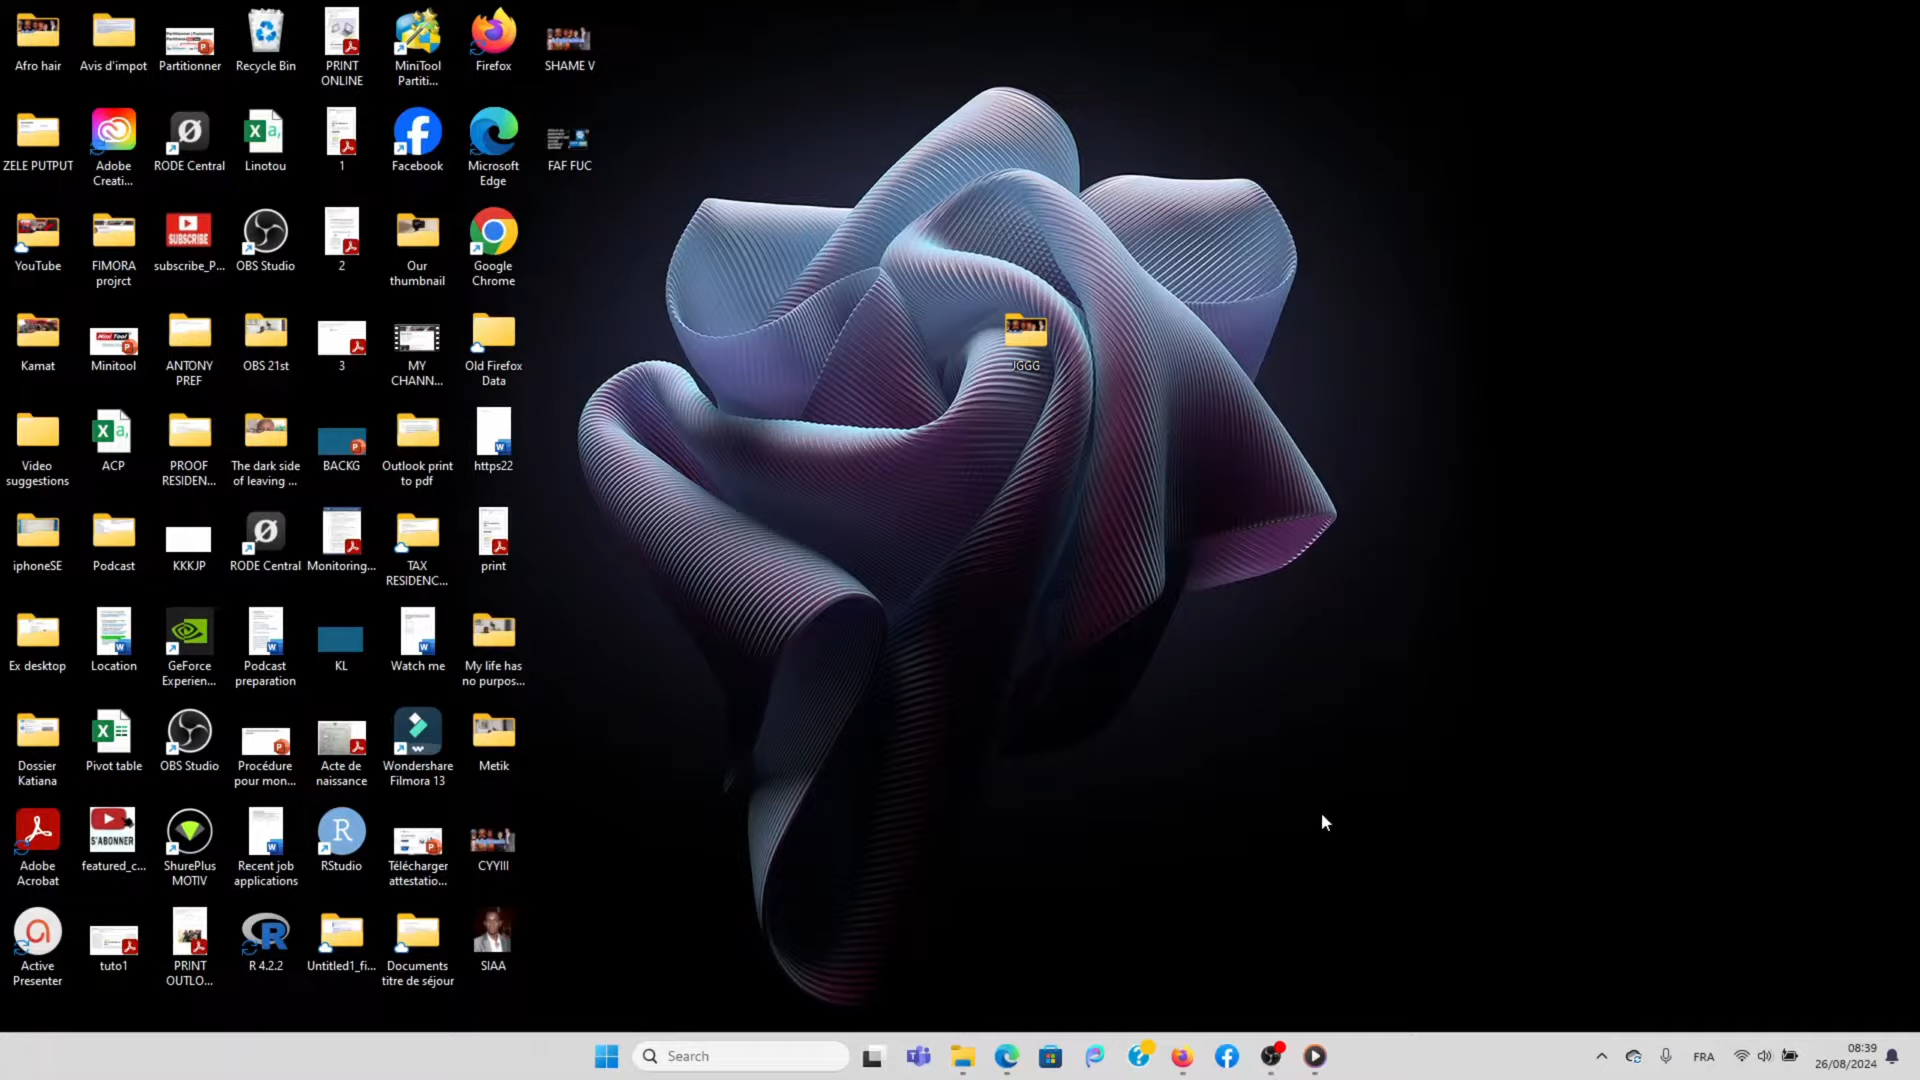 Afro hair
Avis d'impot
Partitionner
Recycle Bin
PRINT
ONLINE
MiniTool
Partiti...
Firefox
SHAME V
ZELE PUTPUT
Adobe
Creati...
RODE Central
Linotou
1
Facebook
Microsoft
Edge
FAF FUC
YouTube
FIMORA
projrct
SUBSCRIBE
subscribe_P...
OBS Studio
2
Our
thumbnail
Google
Chrome
Kamat
Mini Tool
Minitool
ANTONY
PREF
OBS 21st
3
MY
CHANN...
Old Firefox
Data
JGGG
Video
suggestions
ACP
PROOF
RESIDEN...
The dark side
of leaving ...
BACKG
Outlook print
to pdf
https22
iphoneSE
Podcast
KKKJP
RODE Central
Monitoring...
TAX
RESIDENC...
print
Ex desktop
Location
GeForce
Experien...
Podcast
preparation
KL
Watch me
My life has
no purpos...
Dossier
Katiana
Pivot table
OBS Studio
Procédure
pour mon...
Acte de
naissance
Wondershare
Filmora 13
Metik
Adobe
Acrobat
S'ABONNER
featured_c...
ShurePlus
MOTIV
Recent job
applications
RStudio
Télécharger
attestatio...
CYYIII
Active
Presenter
tuto1
PRINT
OUTLO...
R 4.2.2
Untitled1_fi...
Documents
titre de séjour
SIAA
Search
FRA
08:39
26/08/2024